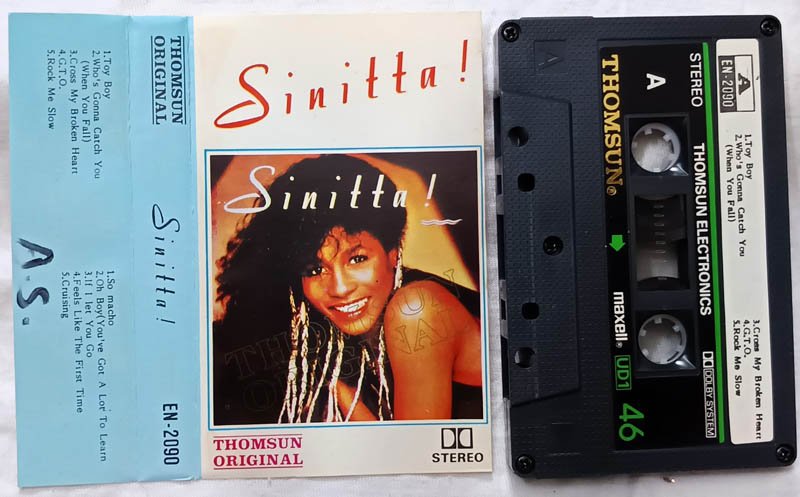 THOMSUN
ORIGINAL
1.Toy Boy
2.Who's Gonna Catch You
(When You Fall)
3.Cross My Broken Heart
4.G.T.O.
5.Rock Me Slow
Sinitta!
1.So macho
2.Oh Boy(You've Got A Lor To Learn
3.If I let You Go
4.Feels Like The First Time
5.Cruising
EN-2090
A.S.
Sinitta!
Sinitta!
THOMSUN
ORIGINAL
THOMSUN
ORIGINAL
STEREO
A
A
EN-2090
1.Toy Boy
2.Who's Gonna Catch You
(When You Fall)
3.Cross My Broken Heart
4.G.T.O.
5.Rock Me Slow
STEREO
THOMSUN ELECTRONICS
DOLBY SYSTEM
A
THOMSUN®
maxell®
UD1
46